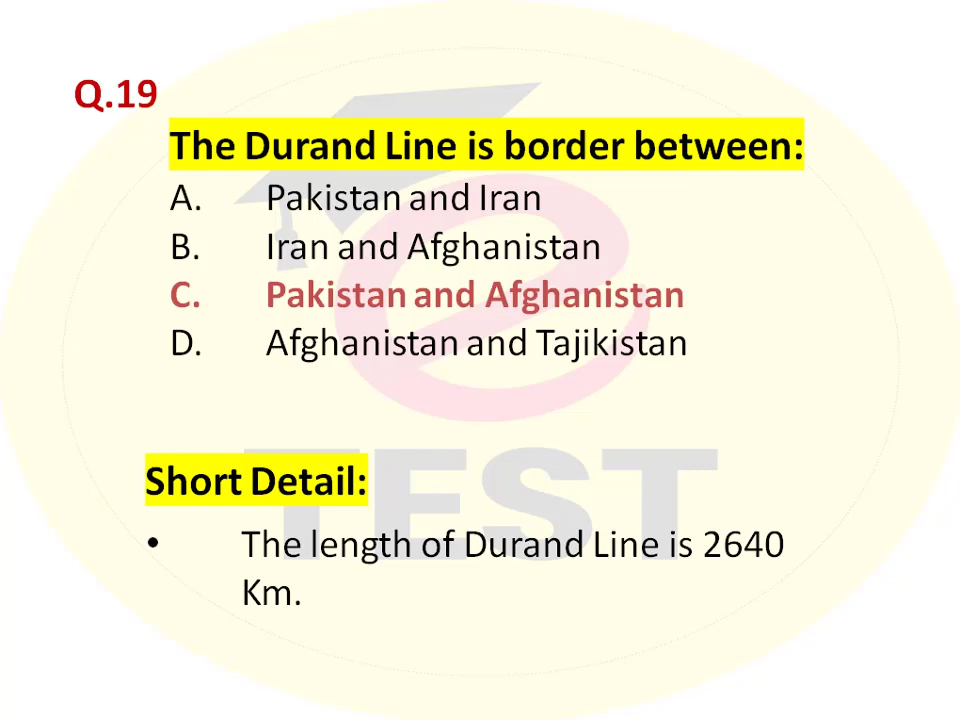 Q.19
The Durand Line is border between:
A. Pakistan and Iran
B. Iran and Afghanistan
C. Pakistan and Afghanistan
D. Afghanistan and Tajikistan
TEST
Short Detail:
• The length of Durand Line is 2640
Km.